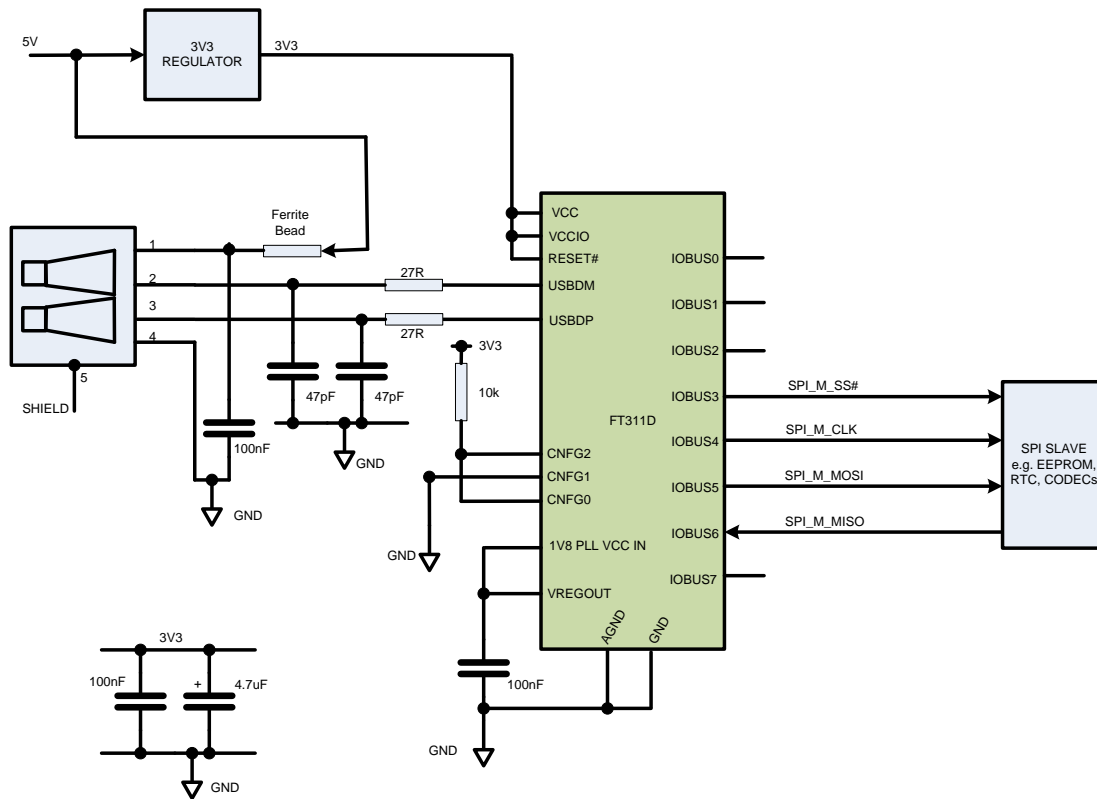 5V
3V3
REGULATOR
3V3
Ferrite
Bead
1
2
3
4
5
SHIELD
27R
27R
47pF
47pF
100nF
GND
GND
3V3
10k
GND
VCC
VCCIO
RESET#
USBDM
USBDP
CNFG2
CNFG1
CNFG0
1V8 PLL VCC IN
VREGOUT
FT311D
AGND
GND
IOBUS0
IOBUS1
IOBUS2
IOBUS3
IOBUS4
IOBUS5
IOBUS6
IOBUS7
SPI_M_SS#
SPI_M_CLK
SPI_M_MOSI
SPI_M_MISO
SPI SLAVE
e.g. EEPROM,
RTC, CODECs
100nF
GND
3V3
100nF
+
4.7uF
GND